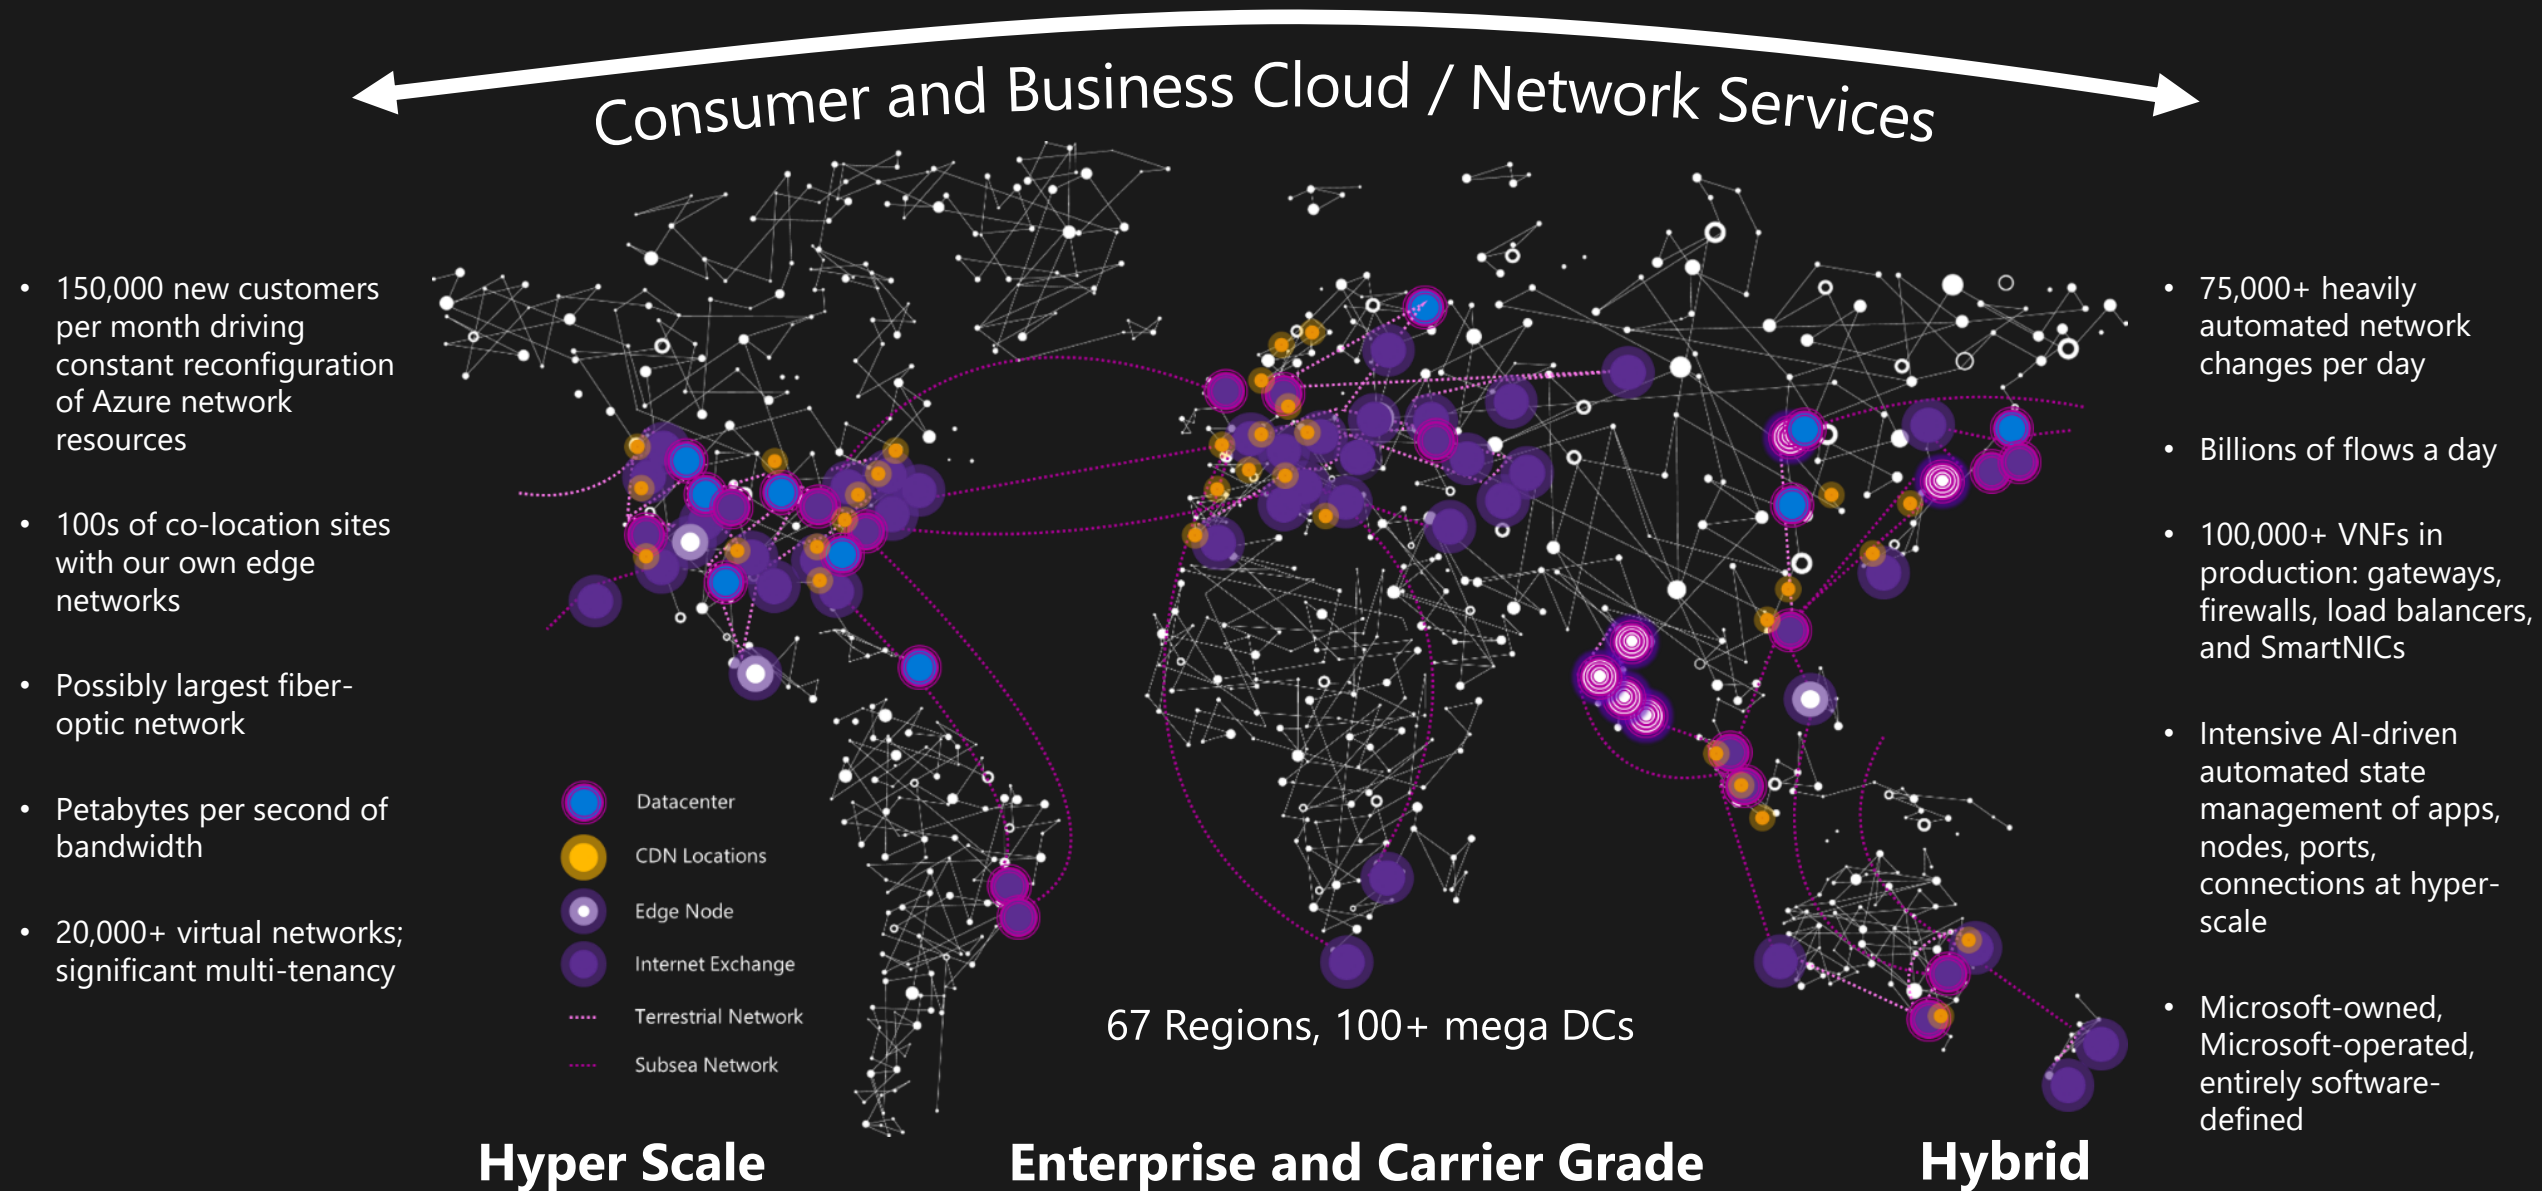 Consumer and Business Cloud / Network Services
• 150,000 new customers
per month driving
constant reconfiguration
of Azure network
resources
• 100s of co-location sites
with our own edge
networks
• Possibly largest fiber-
optic network
• Petabytes per second of
bandwidth
• 20,000+ virtual networks;
significant multi-tenancy
Datacenter
CDN Locations
Edge Node
Internet Exchange
Terrestrial Network
Subsea Network
67 Regions, 100+ mega DCs
• 75,000+ heavily
automated network
changes per day
• Billions of flows a day
• 100,000+ VNFs in
production: gateways,
firewalls, load balancers,
and SmartNICs
• Intensive AI-driven
automated state
management of apps,
nodes, ports,
connections at hyper-
scale
• Microsoft-owned,
Microsoft-operated,
entirely software-
defined
Hyper Scale
Enterprise and Carrier Grade
Hybrid